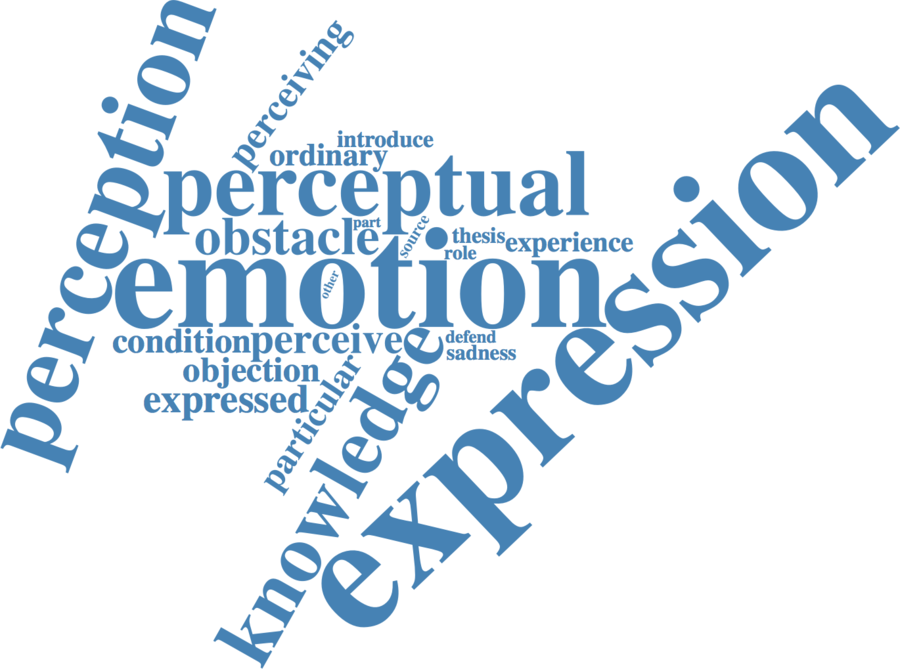 perception
perceiving
introduce
ordinary
perceptual
part
obstacle
source
thesis
experience
role
emotion
other
expression
condition
perceive
defend
sadness
objection
particular
expressed
knowledge